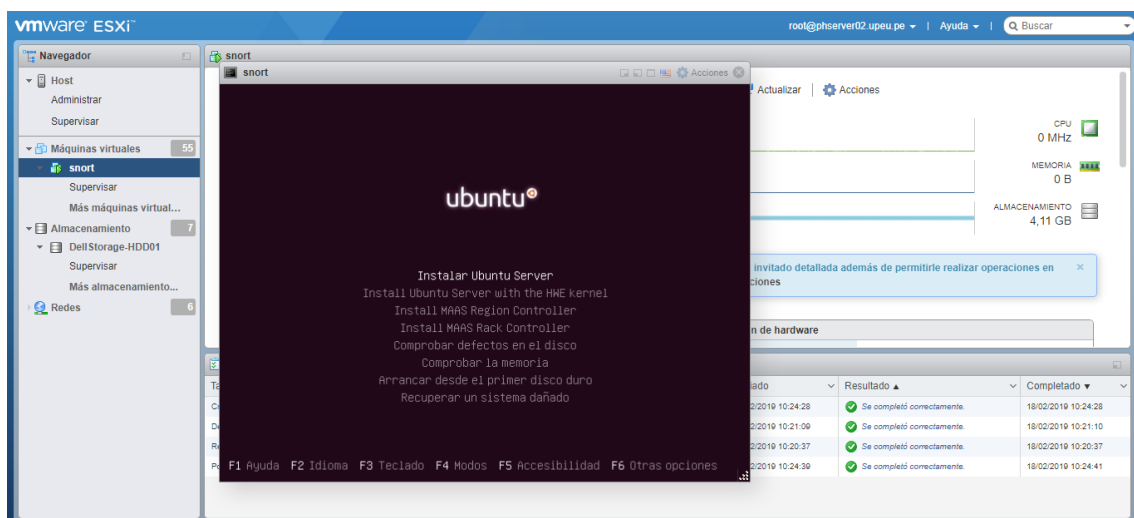 vmware ESXi™
root@phserver02.upeu.pe | Ayuda | Buscar
Navegador
Host
Administrar
Supervisar
Máquinas virtuales 55
snort
Supervisar
Más máquinas virtual...
Almacenamiento 7
DellStorage-HDD01
Supervisar
Más almacenamiento...
Redes 6
snort
snort Acciones
Actualizar | Acciones
CPU
0 MHz
MEMORIA
0 B
ALMACENAMIENTO
4,11 GB
invitado detallada además de permitirle realizar operaciones en
ciones
n de hardware
ubuntu
Instalar Ubuntu Server
Install Ubuntu Server with the HWE kernel
Install MAAS Region Controller
Install MAAS Rack Controller
Comprobar defectos en el disco
Comprobar la memoria
Arrancar desde el primer disco duro
Recuperar un sistema dañado
F1 Ayuda F2 Idioma F3 Teclado F4 Modos F5 Accesibilidad F6 Otras opciones
Resultado Completado
2/2019 10:24:28 Se completó correctamente. 18/02/2019 10:24:28
2/2019 10:21:09 Se completó correctamente. 18/02/2019 10:21:10
2/2019 10:20:37 Se completó correctamente. 18/02/2019 10:20:37
2/2019 10:24:39 Se completó correctamente. 18/02/2019 10:24:41